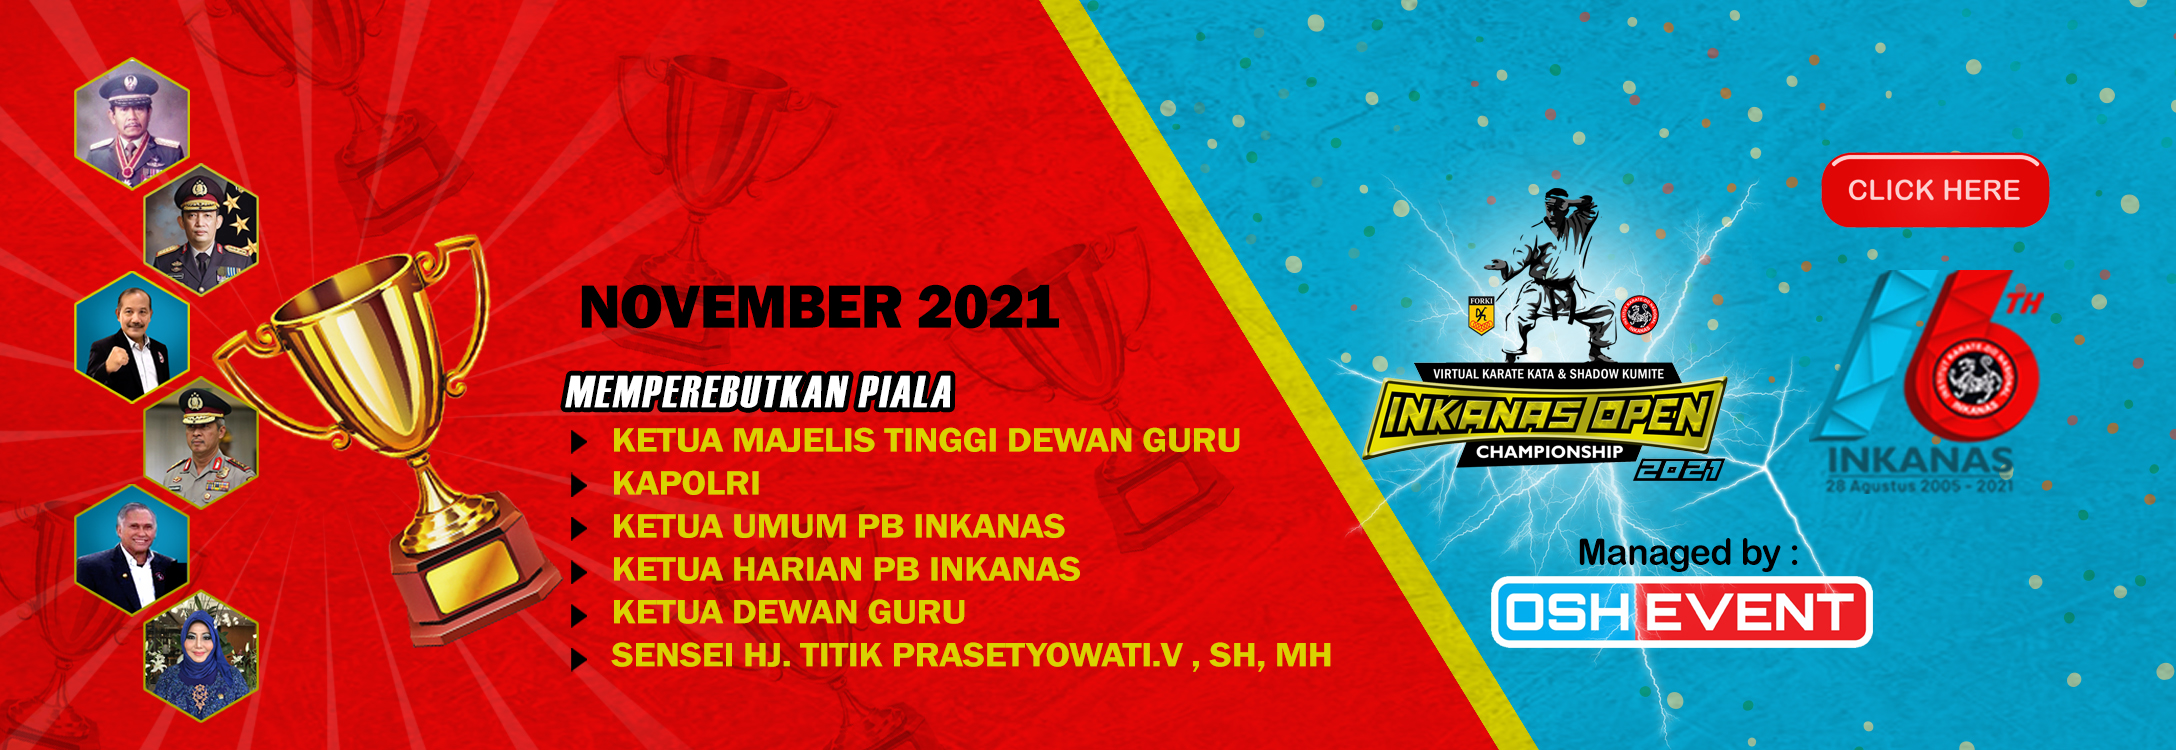 NOVEMBER 2021
MEMPEREBUTKAN PIALA
KETUA MAJELIS TINGGI DEWAN GURU
KAPOLRI
KETUA UMUM PB INKANAS
KETUA HARIAN PB INKANAS
KETUA DEWAN GURU
SENSEI HJ. TITIK PRASETYOWATI.V , SH, MH
CLICK HERE
FORKI
VIRTUAL KARATE KATA & SHADOW KUMITE
INKANAS OPEN
CHAMPIONSHIP
2021
16TH
INKANAS
28 Agustus 2005 - 2021
Managed by :
OSH EVENT